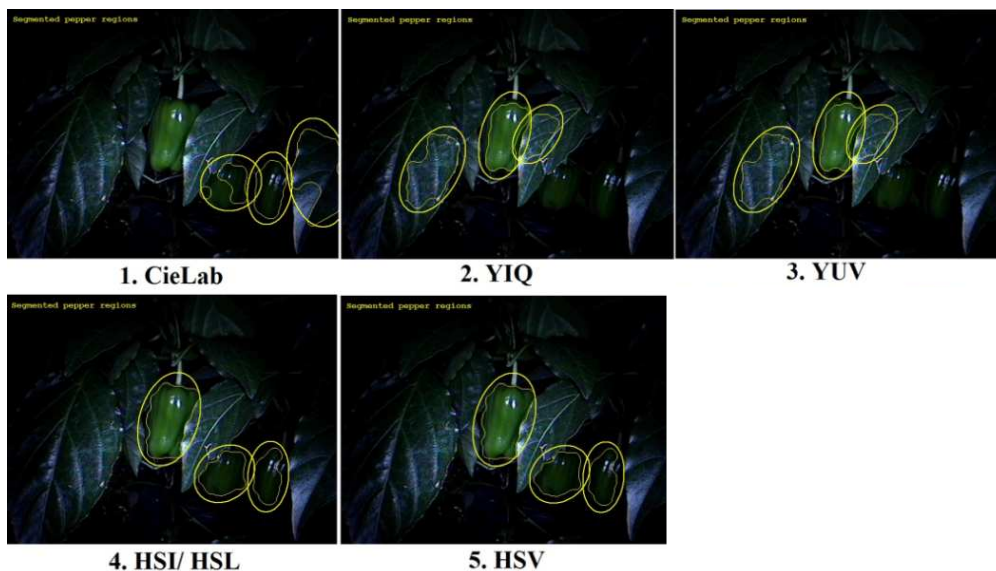 Segmented pepper regions
Segmented pepper regions
Segmented pepper regions
1. CieLab
2. YIQ
3. YUV
Segmented pepper regions
Segmented pepper regions
4. HSI/ HSL
5. HSV